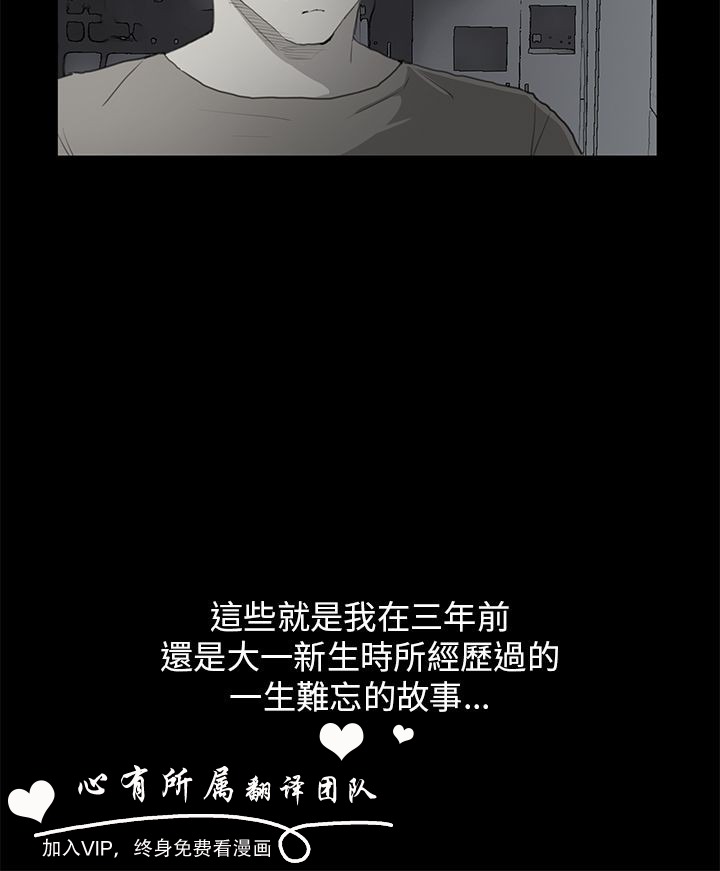 這些就是我在三年前
還是大一新生時所經歷過的
一生難忘的故事...
心有所属翻译团队
加入VIP，终身免费看漫画